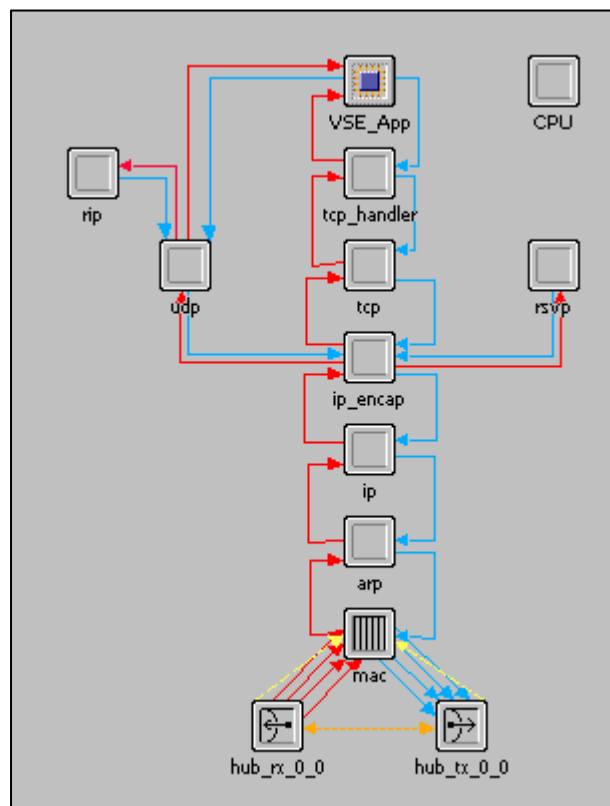 VSE_App
CPU
rip
tcp_handler
udp
tcp
rsvp
ip_encap
ip
arp
mac
hub_rx_0_0
hub_tx_0_0